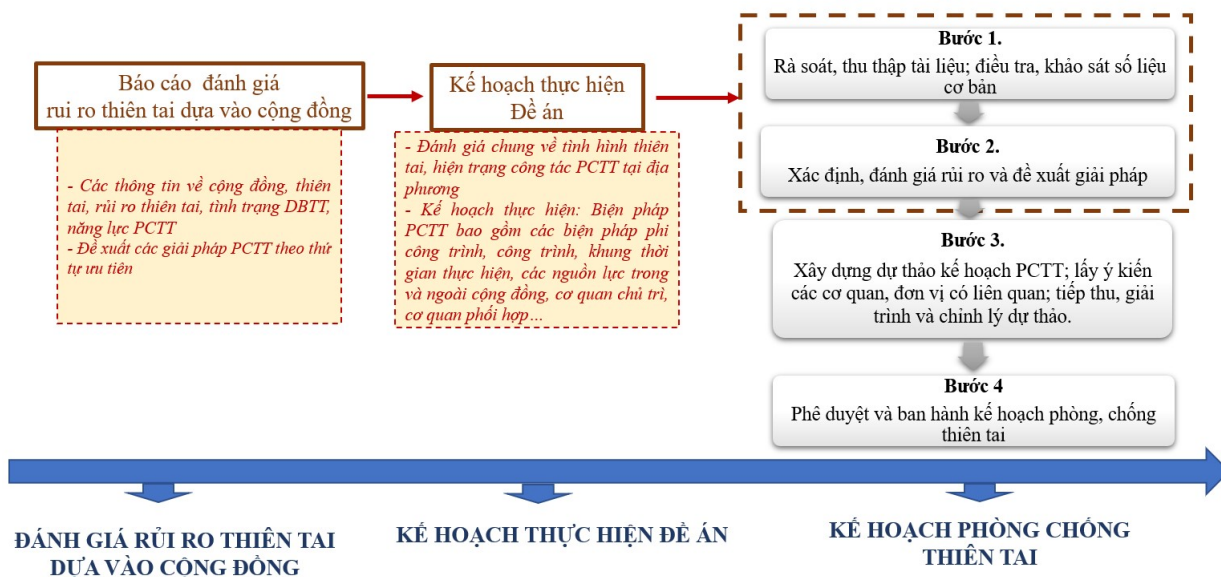 Báo cáo đánh giá
rui ro thiên tai dựa vào cộng đồng
- Các thông tin về cộng đồng, thiên
tai, rủi ro thiên tai, tình trạng DBTT,
năng lực PCTT
- Đề xuất các giải pháp PCTT theo thứ
tự ưu tiên
Kế hoạch thực hiện
Đề án
- Đánh giá chung về tình hình thiên
tai, hiện trạng công tác PCTT tại địa
phương
- Kế hoạch thực hiện: Biện pháp
PCTT bao gồm các biện pháp phi
công trình, công trình, khung thời
gian thực hiện, các nguồn lực trong
và ngoài cộng đồng, cơ quan chủ trì,
cơ quan phối hợp…
Bước 1.
Rà soát, thu thập tài liệu; điều tra, khảo sát số liệu
cơ bản
Bước 2.
Xác định, đánh giá rủi ro và đề xuất giải pháp
Bước 3.
Xây dựng dự thảo kế hoạch PCTT; lấy ý kiến
các cơ quan, đơn vị có liên quan; tiếp thu, giải
trình và chỉnh lý dự thảo.
Bước 4
Phê duyệt và ban hành kế hoạch phòng, chống
thiên tai
ĐÁNH GIÁ RỦI RO THIÊN TAI
DỰA VÀO CỘNG ĐỒNG
KẾ HOẠCH THỰC HIỆN ĐỀ ÁN
KẾ HOẠCH PHÒNG CHỐNG
THIÊN TAI